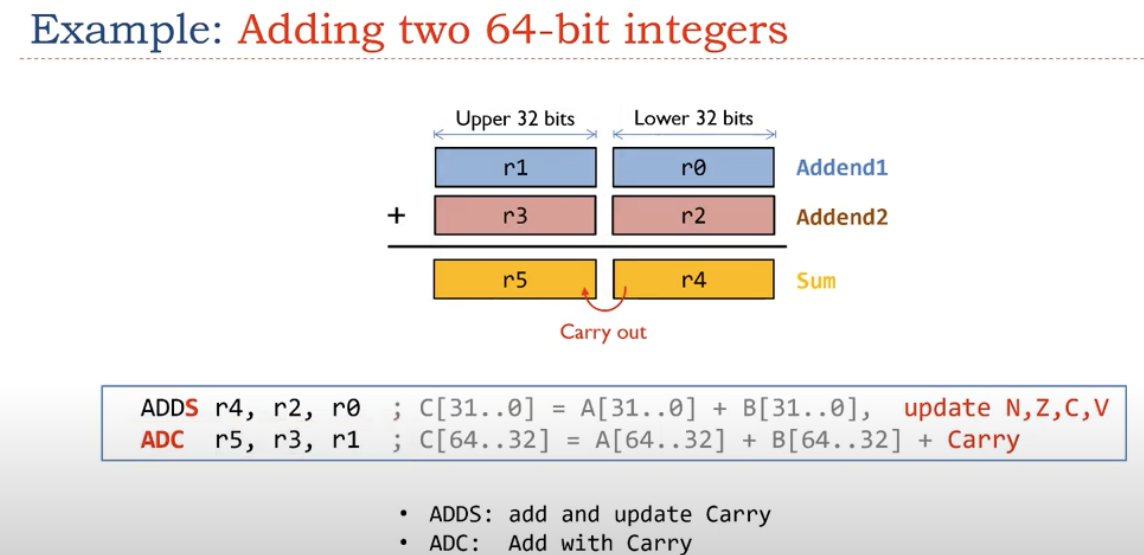 Example: Adding two 64-bit integers
Upper 32 bits Lower 32 bits
r1 r0 Addend1
+ r3 r2 Addend2
r5 r4 Sum
Carry out
ADDS r4, r2, r0 ; C[31..0] = A[31..0] + B[31..0], update N,Z,C,V
ADC r5, r3, r1 ; C[64..32] = A[64..32] + B[64..32] + Carry
• ADDS: add and update Carry
• ADC: Add with Carry